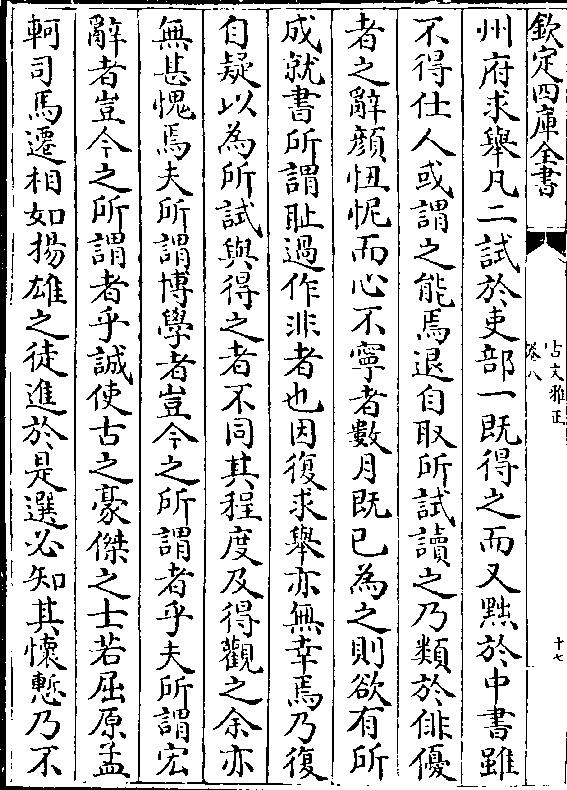 欽定四庫全書
古文雅正
卷八
十七
州府求舉凡二試於吏部一既得之而又黜於中書雖
不得仕人或謂之能焉退自取所試讀之乃類於俳優
者之辭顔忸怩而心不寧者數月既已為之則欲有所
成就書所謂恥過作非者也因復求舉亦無幸焉乃復
自疑以為所試與得之者不同其程度及得觀之余亦
無甚愧焉夫所謂博學者豈今之所謂者乎夫所謂宏
辭者豈今之所謂者乎誠使古之豪傑之士若屈原孟
軻司馬遷相如揚雄之徒進於是選必知其懷慙乃不